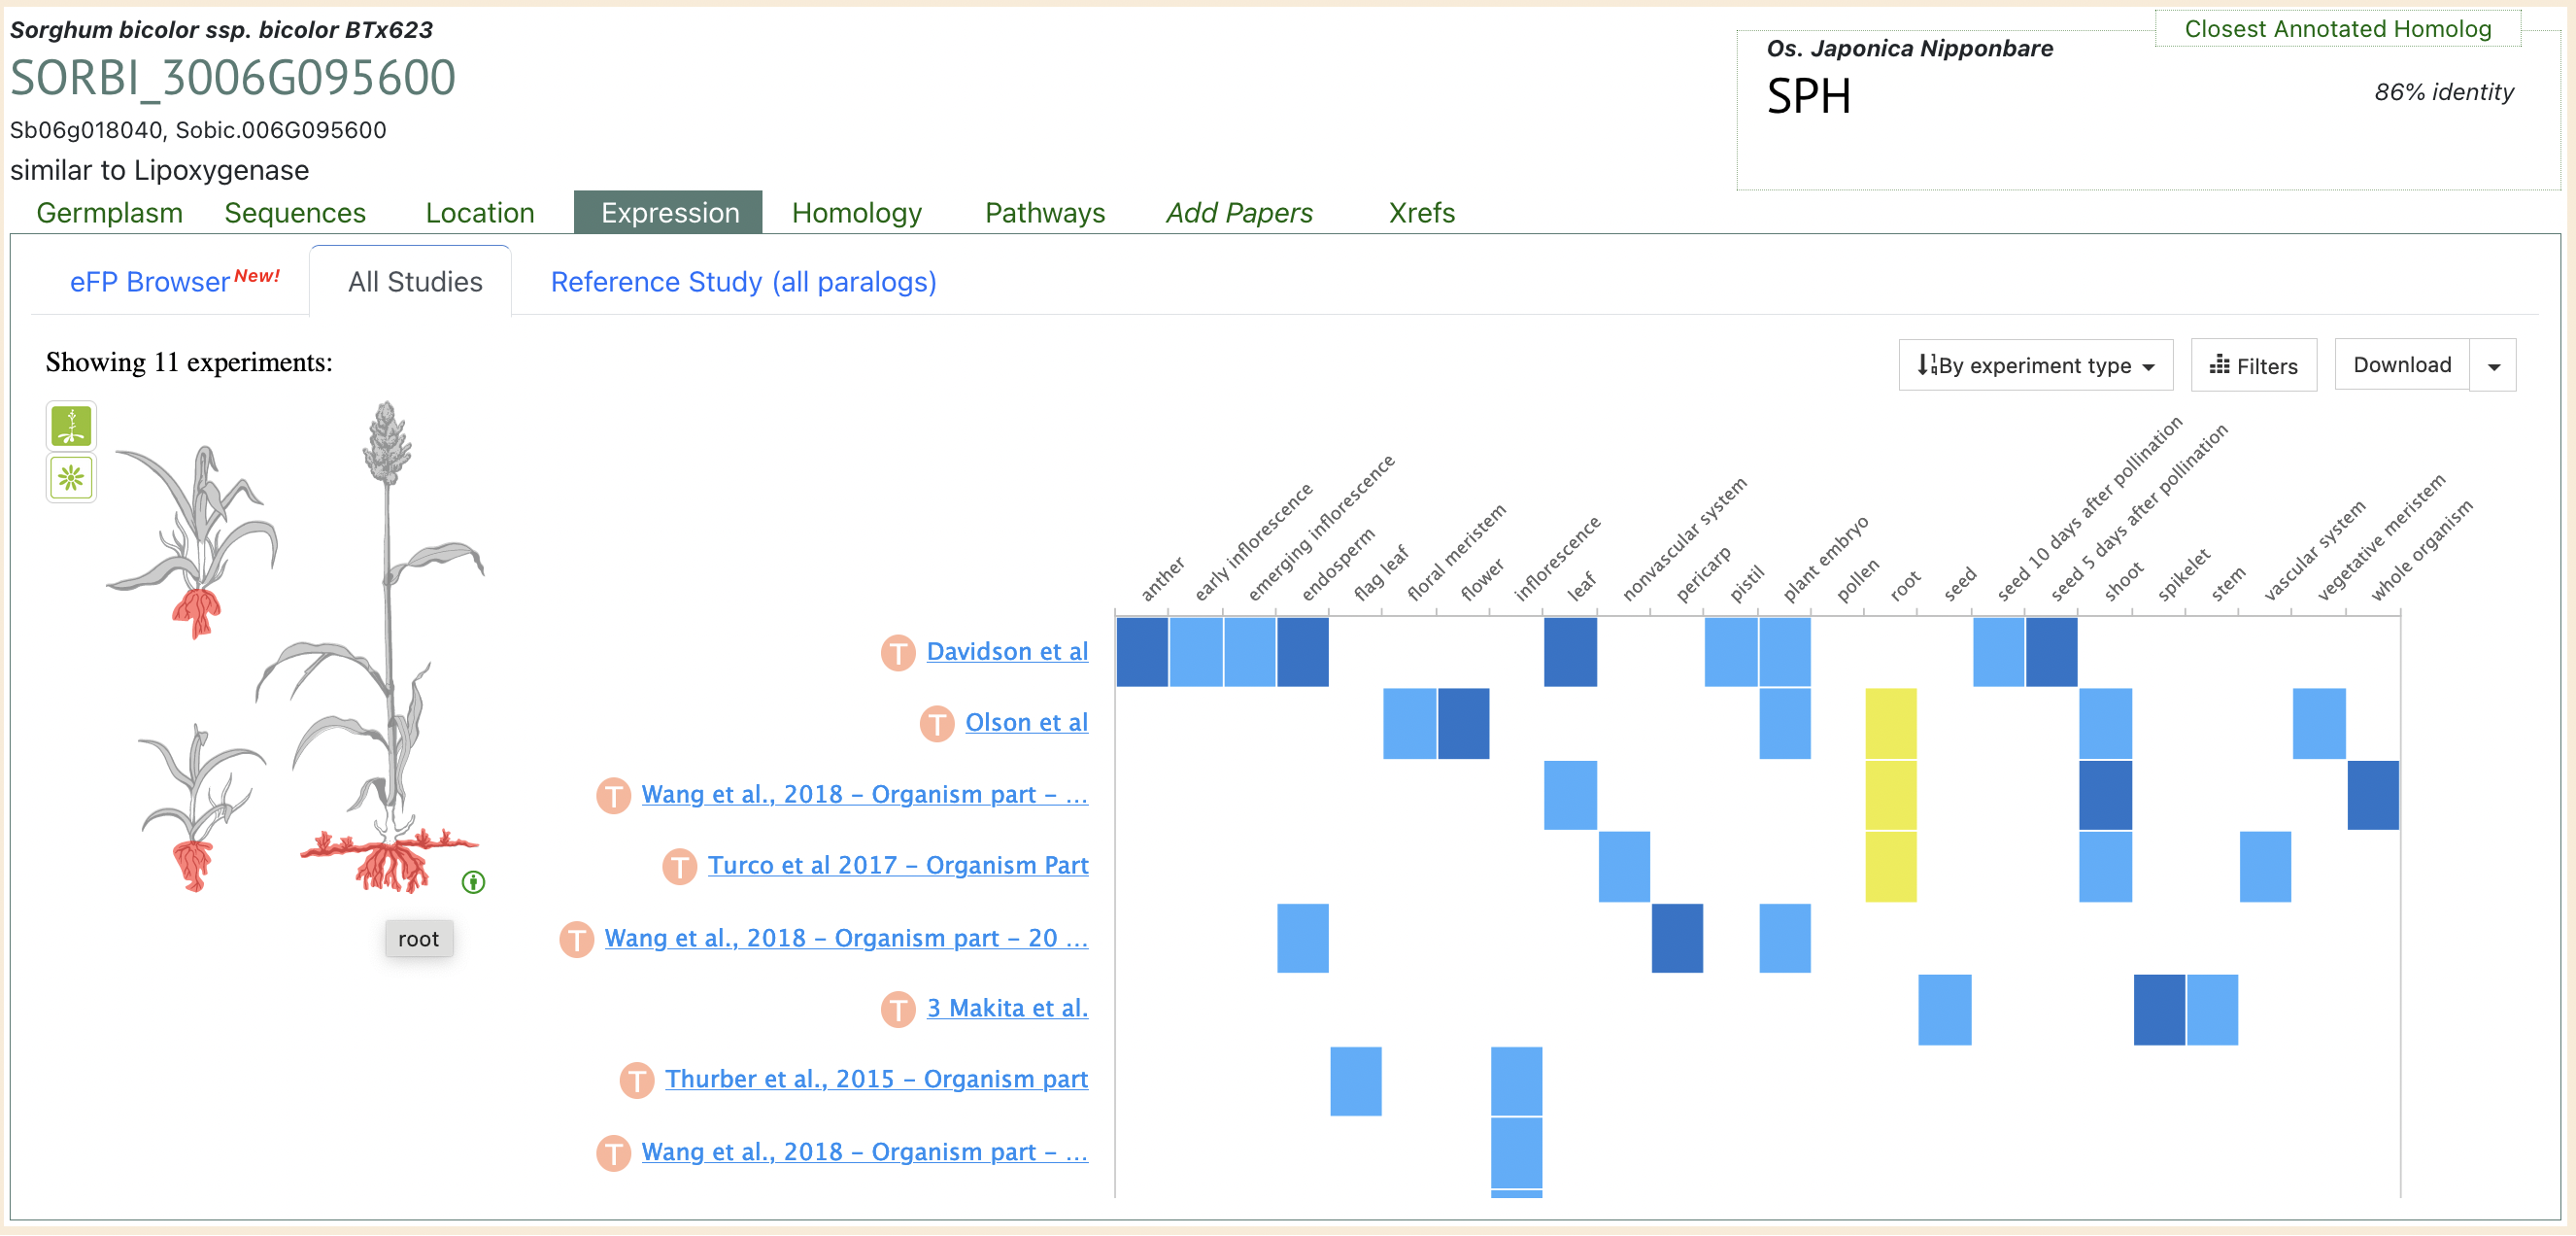 Sorghum bicolor ssp. bicolor BTx623
SORBI_3006G095600
Sb06g018040, Sobic.006G095600
similar to Lipoxygenase
Closest Annotated Homolog
Os. Japonica Nipponbare
SPH
86% identity
Germplasm Sequences Location Expression Homology Pathways Add Papers Xrefs
eFP Browser New! All Studies Reference Study (all paralogs)
Showing 11 experiments:
By experiment type Filters Download
anther
early inflorescence
emerging inflorescence
endosperm
flag leaf
floral meristem
flower
inflorescence
leaf
nonvascular system
pericarp
pistil
plant embryo
pollen
root
seed
seed 10 days after pollination
seed 5 days after pollination
shoot
spikelet
stem
vascular system
vegetative meristem
whole organism
T Davidson et al
T Olson et al
T Wang et al., 2018 – Organism part – ...
T Turco et al 2017 – Organism Part
T Wang et al., 2018 – Organism part – 20 ...
T 3 Makita et al.
T Thurber et al., 2015 – Organism part
T Wang et al., 2018 – Organism part – ...
root